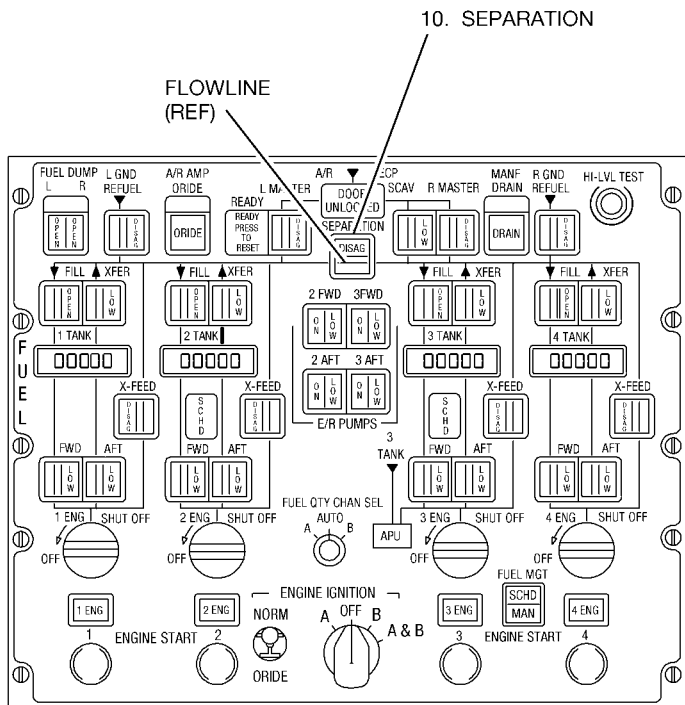 10. SEPARATION
FLOWLINE
(REF)
FUEL DUMP
L R
L GND
REFUEL
A/R AMP
ORIDE
READY
L MASTER
A/R
ECP
SCAV
R MASTER
MANF
DRAIN
R GND
REFUEL
HI-LVL TEST
OPEN
OPEN
DISAG
ORIDE
READY
PRESS
TO
RESET
DISAG
DOOR
UNLOCKED
SEPARATION
DISAG
LOW
DISAG
DRAIN
DISAG
FILL XFER
FILL XFER
FILL XFER
FILL XFER
OPEN
LOW
OPEN
LOW
OPEN
LOW
OPEN
LOW
2 FWD 3FWD
ON
LOW
ON
LOW
1 TANK
2 TANK
3 TANK
4 TANK
00000
00000
00000
00000
2 AFT 3 AFT
ON
LOW
ON
LOW
E/R PUMPS
FUEL
X-FEED
X-FEED
X-FEED
X-FEED
DISAG
SCHD
DISAG
SCHD
DISAG
DISAG
3
TANK
FWD AFT
FWD AFT
FWD AFT
FWD AFT
LOW
LOW
LOW
LOW
LOW
LOW
LOW
LOW
1 ENG SHUT OFF
2 ENG SHUT OFF
3 ENG SHUT OFF
4 ENG SHUT OFF
OFF
OFF
OFF
OFF
FUEL QTY CHAN SEL
AUTO
A B
APU
FUEL MGT
SCHD
MAN
ENGINE IGNITION
NORM
ORIDE
OFF
A B
A & B
1 ENG
2 ENG
3 ENG
4 ENG
1 ENGINE START 2
3 ENGINE START 4